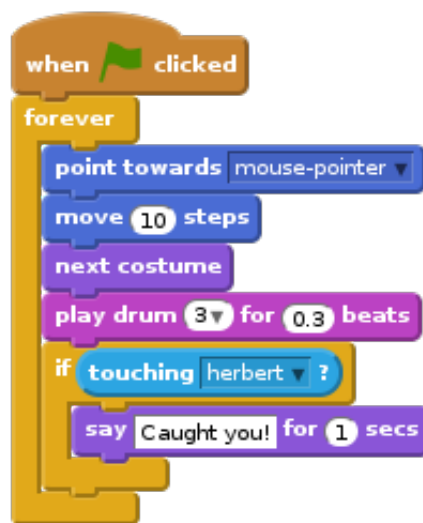 when clicked
forever
point towards mouse-pointer
move 10 steps
next costume
play drum 3 for 0.3 beats
if touching herbert ?
say Caught you! for 1 secs